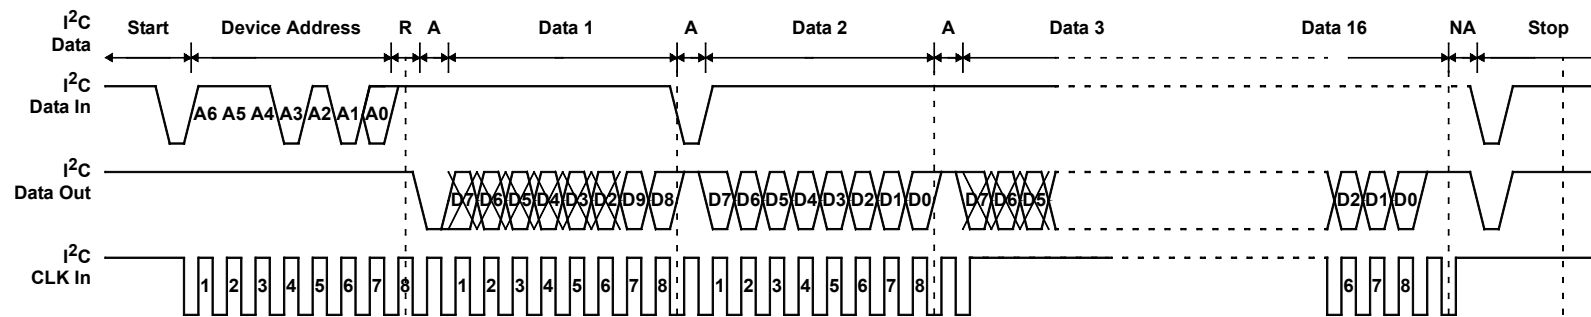 I²C Data Start Device Address R A Data 1 A Data 2 A Data 3 Data 16 NA Stop
I²C Data In A6 A5 A4 A3 A2 A1 A0
I²C Data Out D7 D6 D5 D4 D3 D2 D9 D8 D7 D6 D5 D4 D3 D2 D1 D0 D7 D6 D5 D2 D1 D0
I²C CLK In 1 2 3 4 5 6 7 8 1 2 3 4 5 6 7 8 1 2 3 4 5 6 7 8 6 7 8